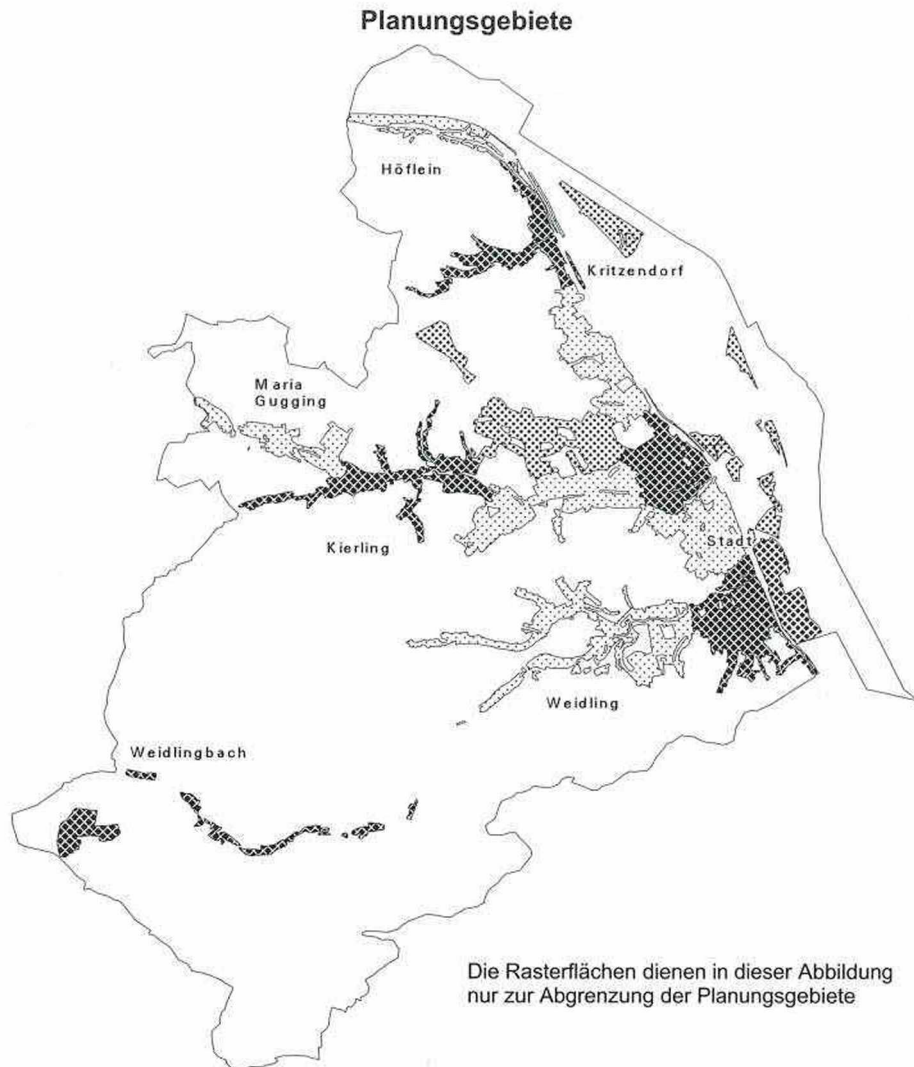 Planungsgebiete
Höflein
Kritzendorf
Maria
Gugging
Kierling
Stadt
Weidling
Weidlingbach
Die Rasterflächen dienen in dieser Abbildung
nur zur Abgrenzung der Planungsgebiete